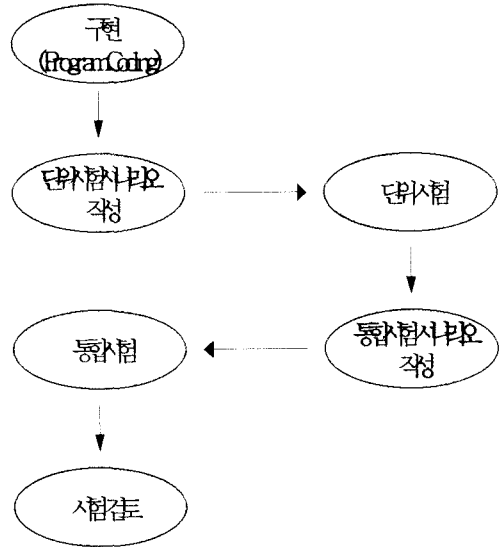 구현
(Program Coding)
단위시험시나리오
작성
단위시험
통합시험시나리오
작성
통합시험
시험검토